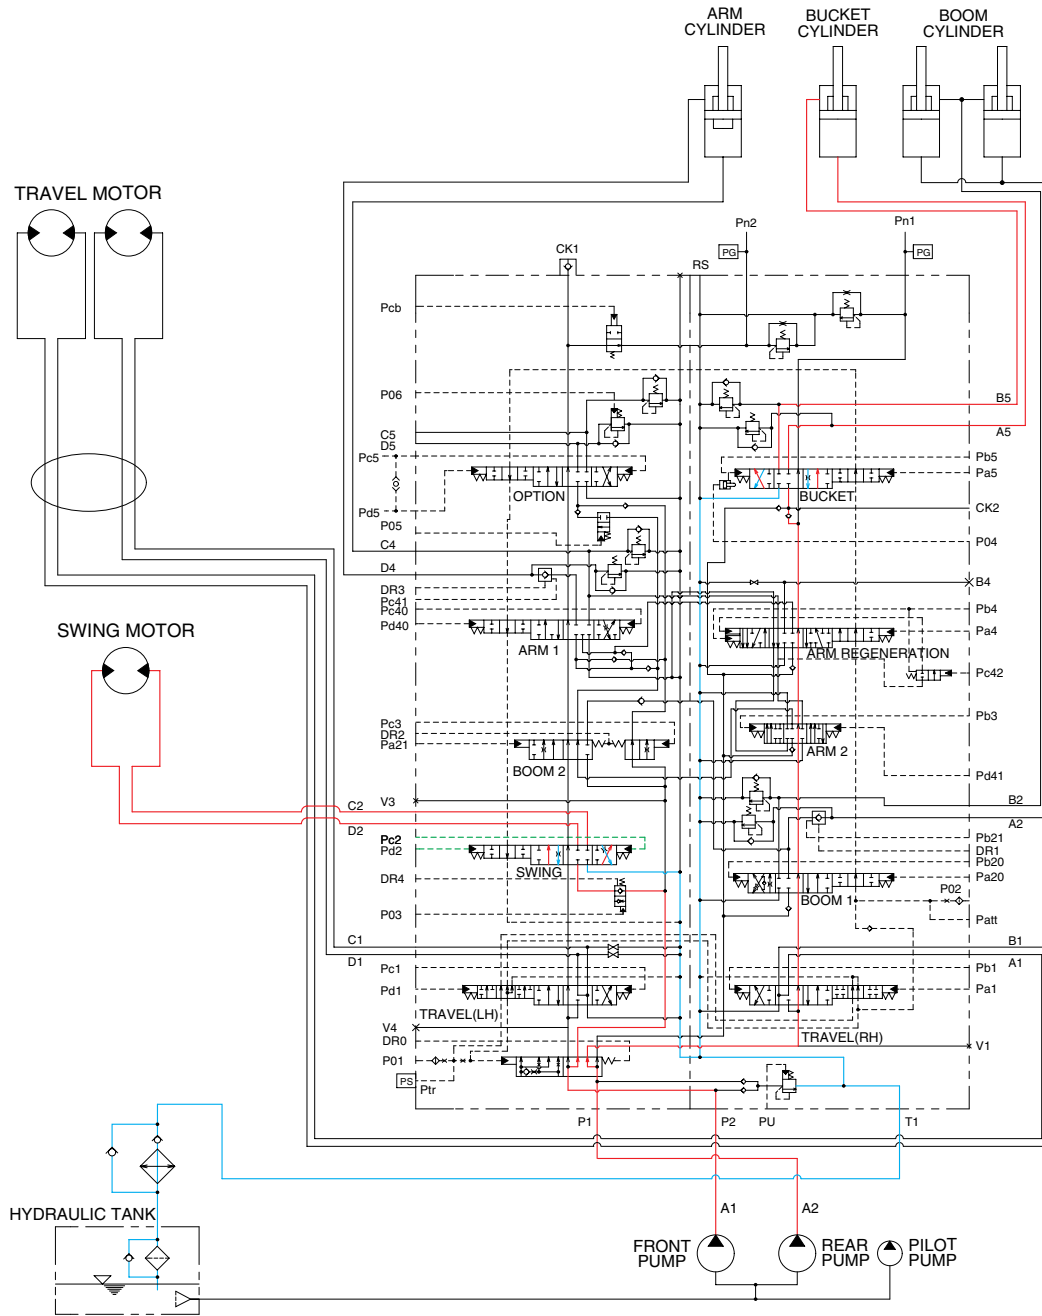 ARM
CYLINDER
BUCKET
CYLINDER
BOOM
CYLINDER
TRAVEL MOTOR
Pn2
Pn1
CK1
PG
PG
RS
Pcb
P06
B5
C5
D5
A5
Pc5
Pb5
Pa5
OPTION
BUCKET
Pd5
CK2
P05
P04
C4
D4
B4
DR3
Pc41
Pc40
Pb4
Pd40
Pa4
SWING MOTOR
ARM 1
ARM REGENERATION
Pc42
Pb3
Pc3
DR2
Pa21
ARM 2
BOOM 2
Pd41
V3
B2
C2
D2
A2
Pc2
Pb21
Pd2
DR1
Pb20
SWING
DR4
Pa20
BOOM 1
P02
P03
Patt
C1
B1
D1
A1
Pc1
Pb1
Pd1
Pa1
TRAVEL(LH)
V4
TRAVEL(RH)
DR0
V1
P01
PS
Ptr
P1
P2
PU
T1
A1
A2
HYDRAULIC TANK
FRONT
PUMP
REAR
PUMP
PILOT
PUMP